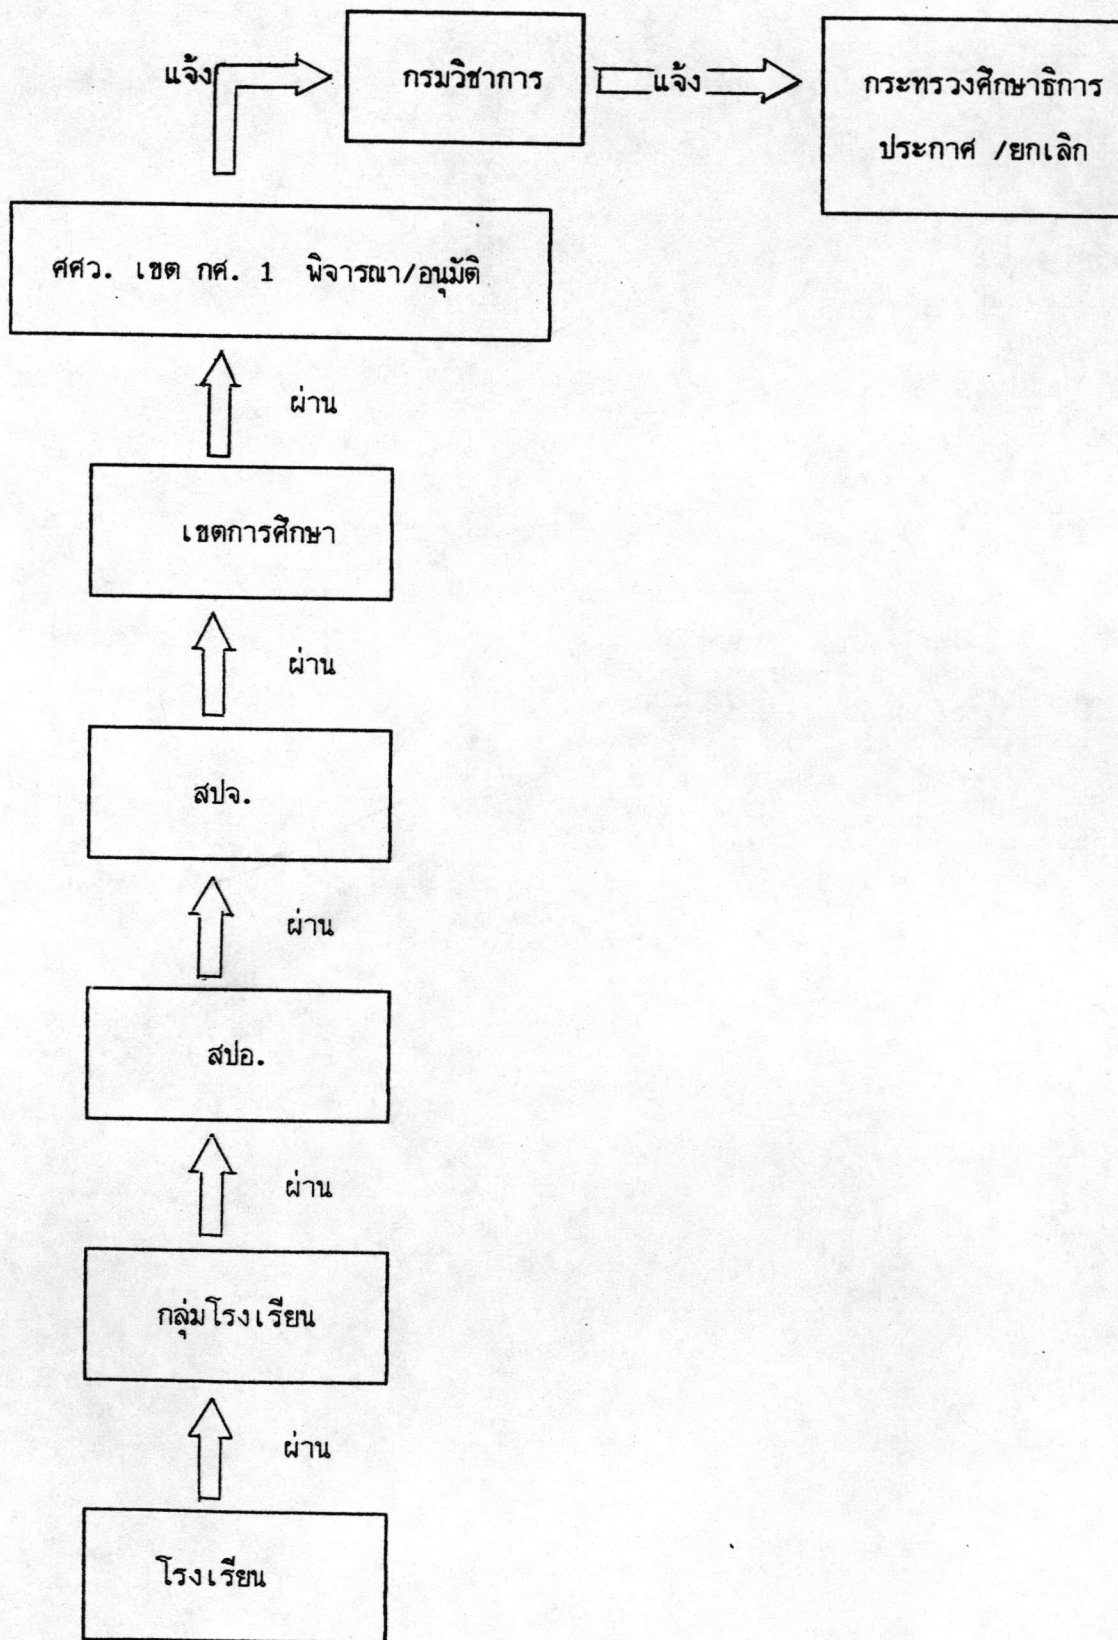 แจ้ง
กรมวิชาการ
แจ้ง
กระทรวงศึกษาธิการ
ประกาศ /ยกเลิก
ศศว. เขต กศ. 1 พิจารณา/อนุมัติ
ผ่าน
เขตการศึกษา
ผ่าน
สปจ.
ผ่าน
สปอ.
ผ่าน
กลุ่มโรงเรียน
ผ่าน
โรงเรียน